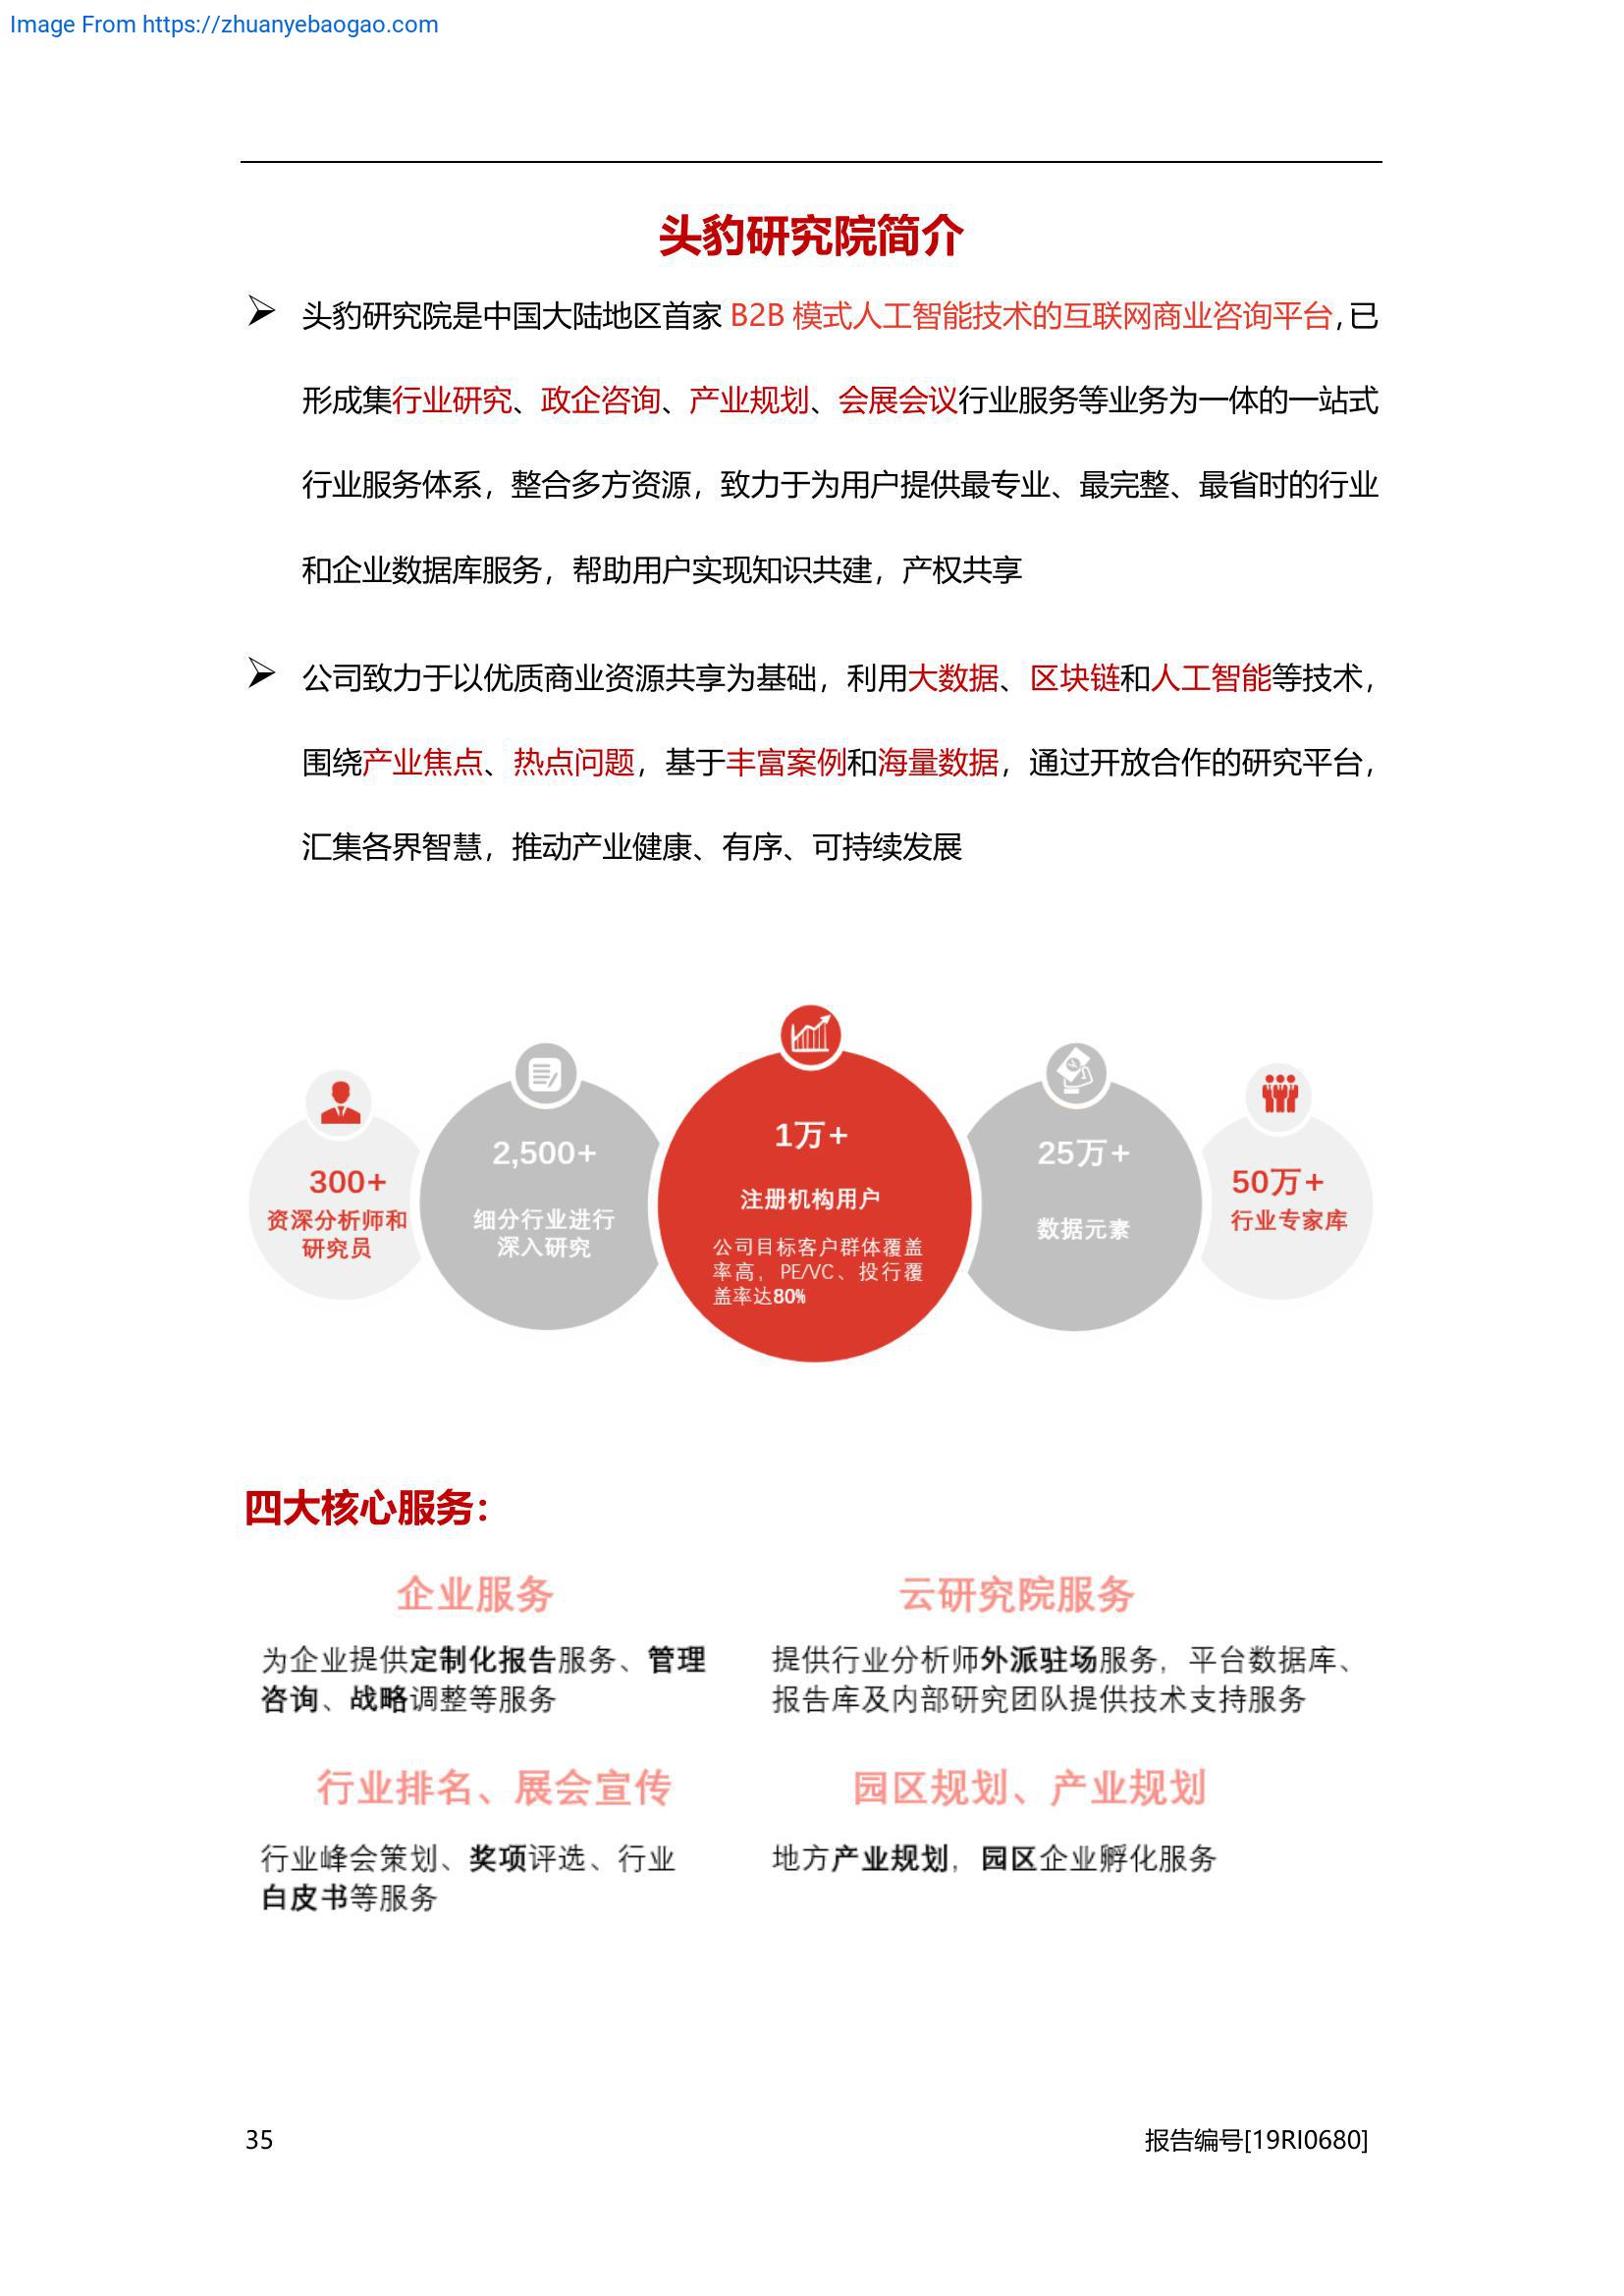 Image From https://zhuanyebaogao.com
头豹研究院简介
头豹研究院是中国大陆地区首家 B2B 模式人工智能技术的互联网商业咨询平台，已
形成集行业研究、政企咨询、产业规划、会展会议行业服务等业务为一体的一站式
行业服务体系，整合多方资源，致力于为用户提供最专业、最完整、最省时的行业
和企业数据库服务，帮助用户实现知识共建，产权共享
公司致力于以优质商业资源共享为基础，利用大数据、区块链和人工智能等技术，
围绕产业焦点、热点问题，基于丰富案例和海量数据，通过开放合作的研究平台，
汇集各界智慧，推动产业健康、有序、可持续发展
300+
资深分析师和
研究员
2,500+
细分行业进行
深入研究
1万+
注册机构用户
公司目标客户群体覆盖
率高，PE/VC、投行覆
盖率达80%
25万+
数据元素
50万+
行业专家库
四大核心服务：
企业服务
为企业提供定制化报告服务、管理
咨询、战略调整等服务
云研究院服务
提供行业分析师外派驻场服务，平台数据库、
报告库及内部研究团队提供技术支持服务
行业排名、展会宣传
行业峰会策划、奖项评选、行业
白皮书等服务
园区规划、产业规划
地方产业规划，园区企业孵化服务
35
报告编号[19RI0680]